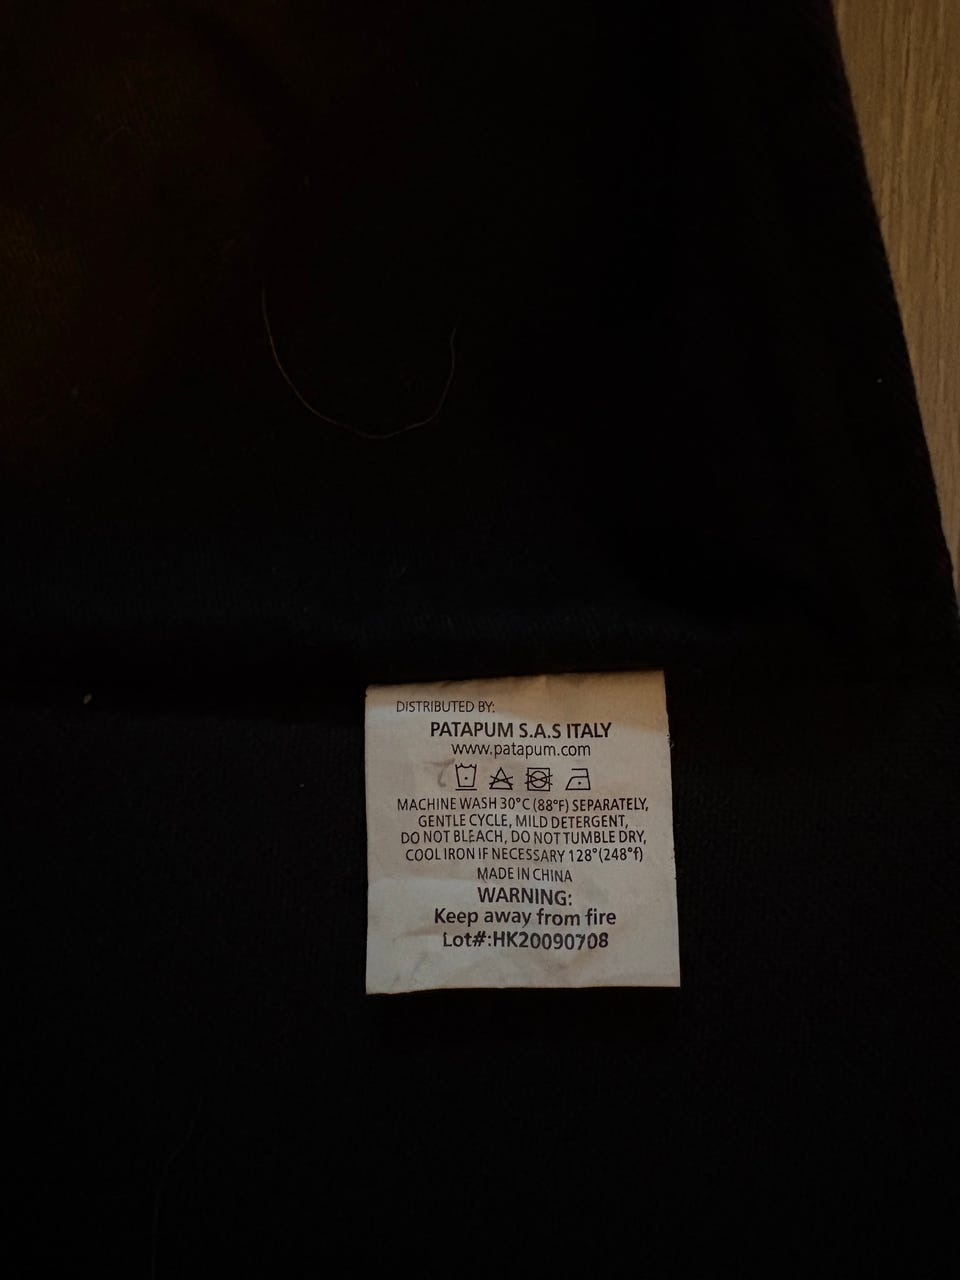 DISTRIBUTED BY:
PATAPUM S.A.S ITALY
www.patapum.com
MACHINE WASH 30°C (88°F) SEPARATELY,
GENTLE CYCLE, MILD DETERGENT,
DO NOT BLEACH, DO NOT TUMBLE DRY,
COOL IRON IF NECESSARY 128°(248°f)
MADE IN CHINA
WARNING:
Keep away from fire
Lot#:HK20090708